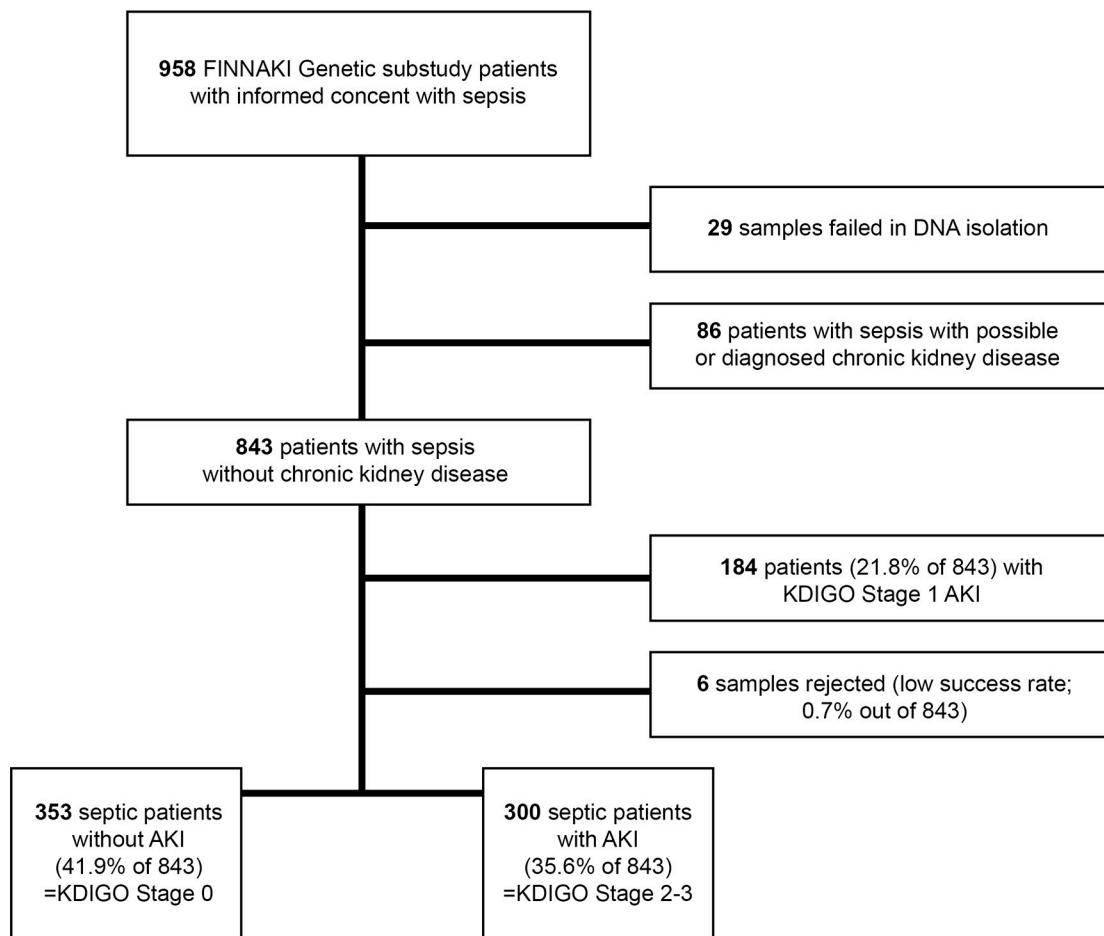 958 FINNAKI Genetic substudy patients
with informed concent with sepsis
29 samples failed in DNA isolation
86 patients with sepsis with possible
or diagnosed chronic kidney disease
843 patients with sepsis
without chronic kidney disease
184 patients (21.8% of 843) with
KDIGO Stage 1 AKI
6 samples rejected (low success rate;
0.7% out of 843)
353 septic patients
without AKI
(41.9% of 843)
=KDIGO Stage 0
300 septic patients
with AKI
(35.6% of 843)
=KDIGO Stage 2-3